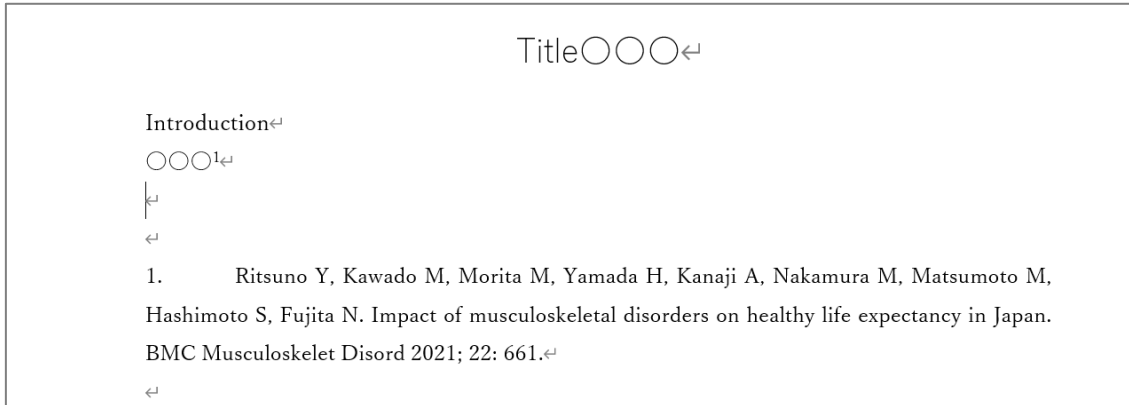 Title○○○↵
Introduction↵
○○○¹↵
↵
↵
1. Ritsuno Y, Kawado M, Morita M, Yamada H, Kanaji A, Nakamura M, Matsumoto M,
Hashimoto S, Fujita N. Impact of musculoskeletal disorders on healthy life expectancy in Japan.
BMC Musculoskelet Disord 2021; 22: 661.↵
↵